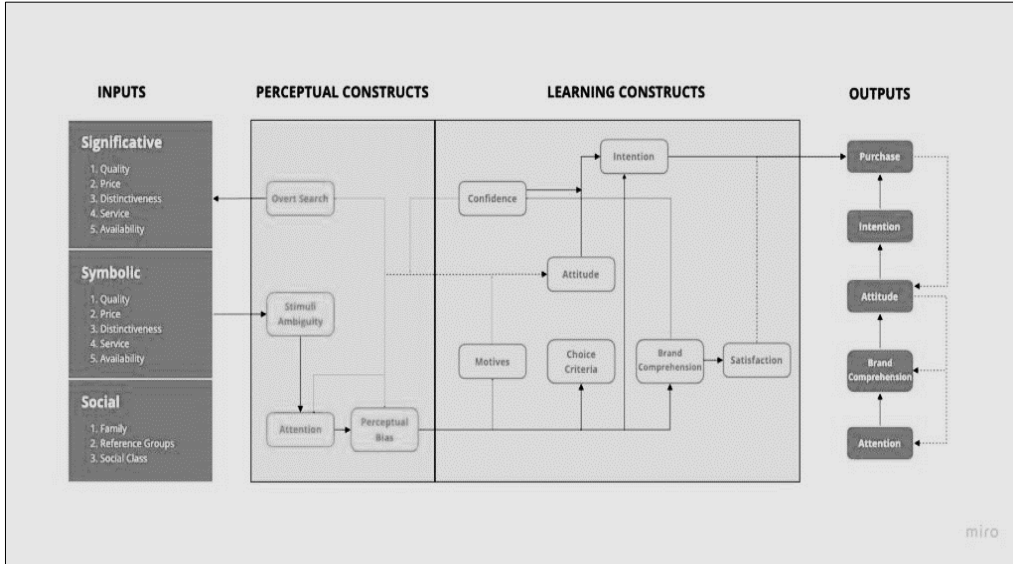 INPUTS
PERCEPTUAL CONSTRUCTS
LEARNING CONSTRUCTS
OUTPUTS
Significative
1. Quality
2. Price
3. Distinctiveness
4. Service
5. Availability
Symbolic
1. Quality
2. Price
3. Distinctiveness
4. Service
5. Availability
Social
1. Family
2. Reference Groups
3. Social Class
Overt Search
Stimuli
Ambiguity
Attention
Perceptual
Bias
Intention
Confidence
Attitude
Motives
Choice
Criteria
Brand
Comprehension
Satisfaction
Purchase
Intention
Attitude
Brand
Comprehension
Attention
miro